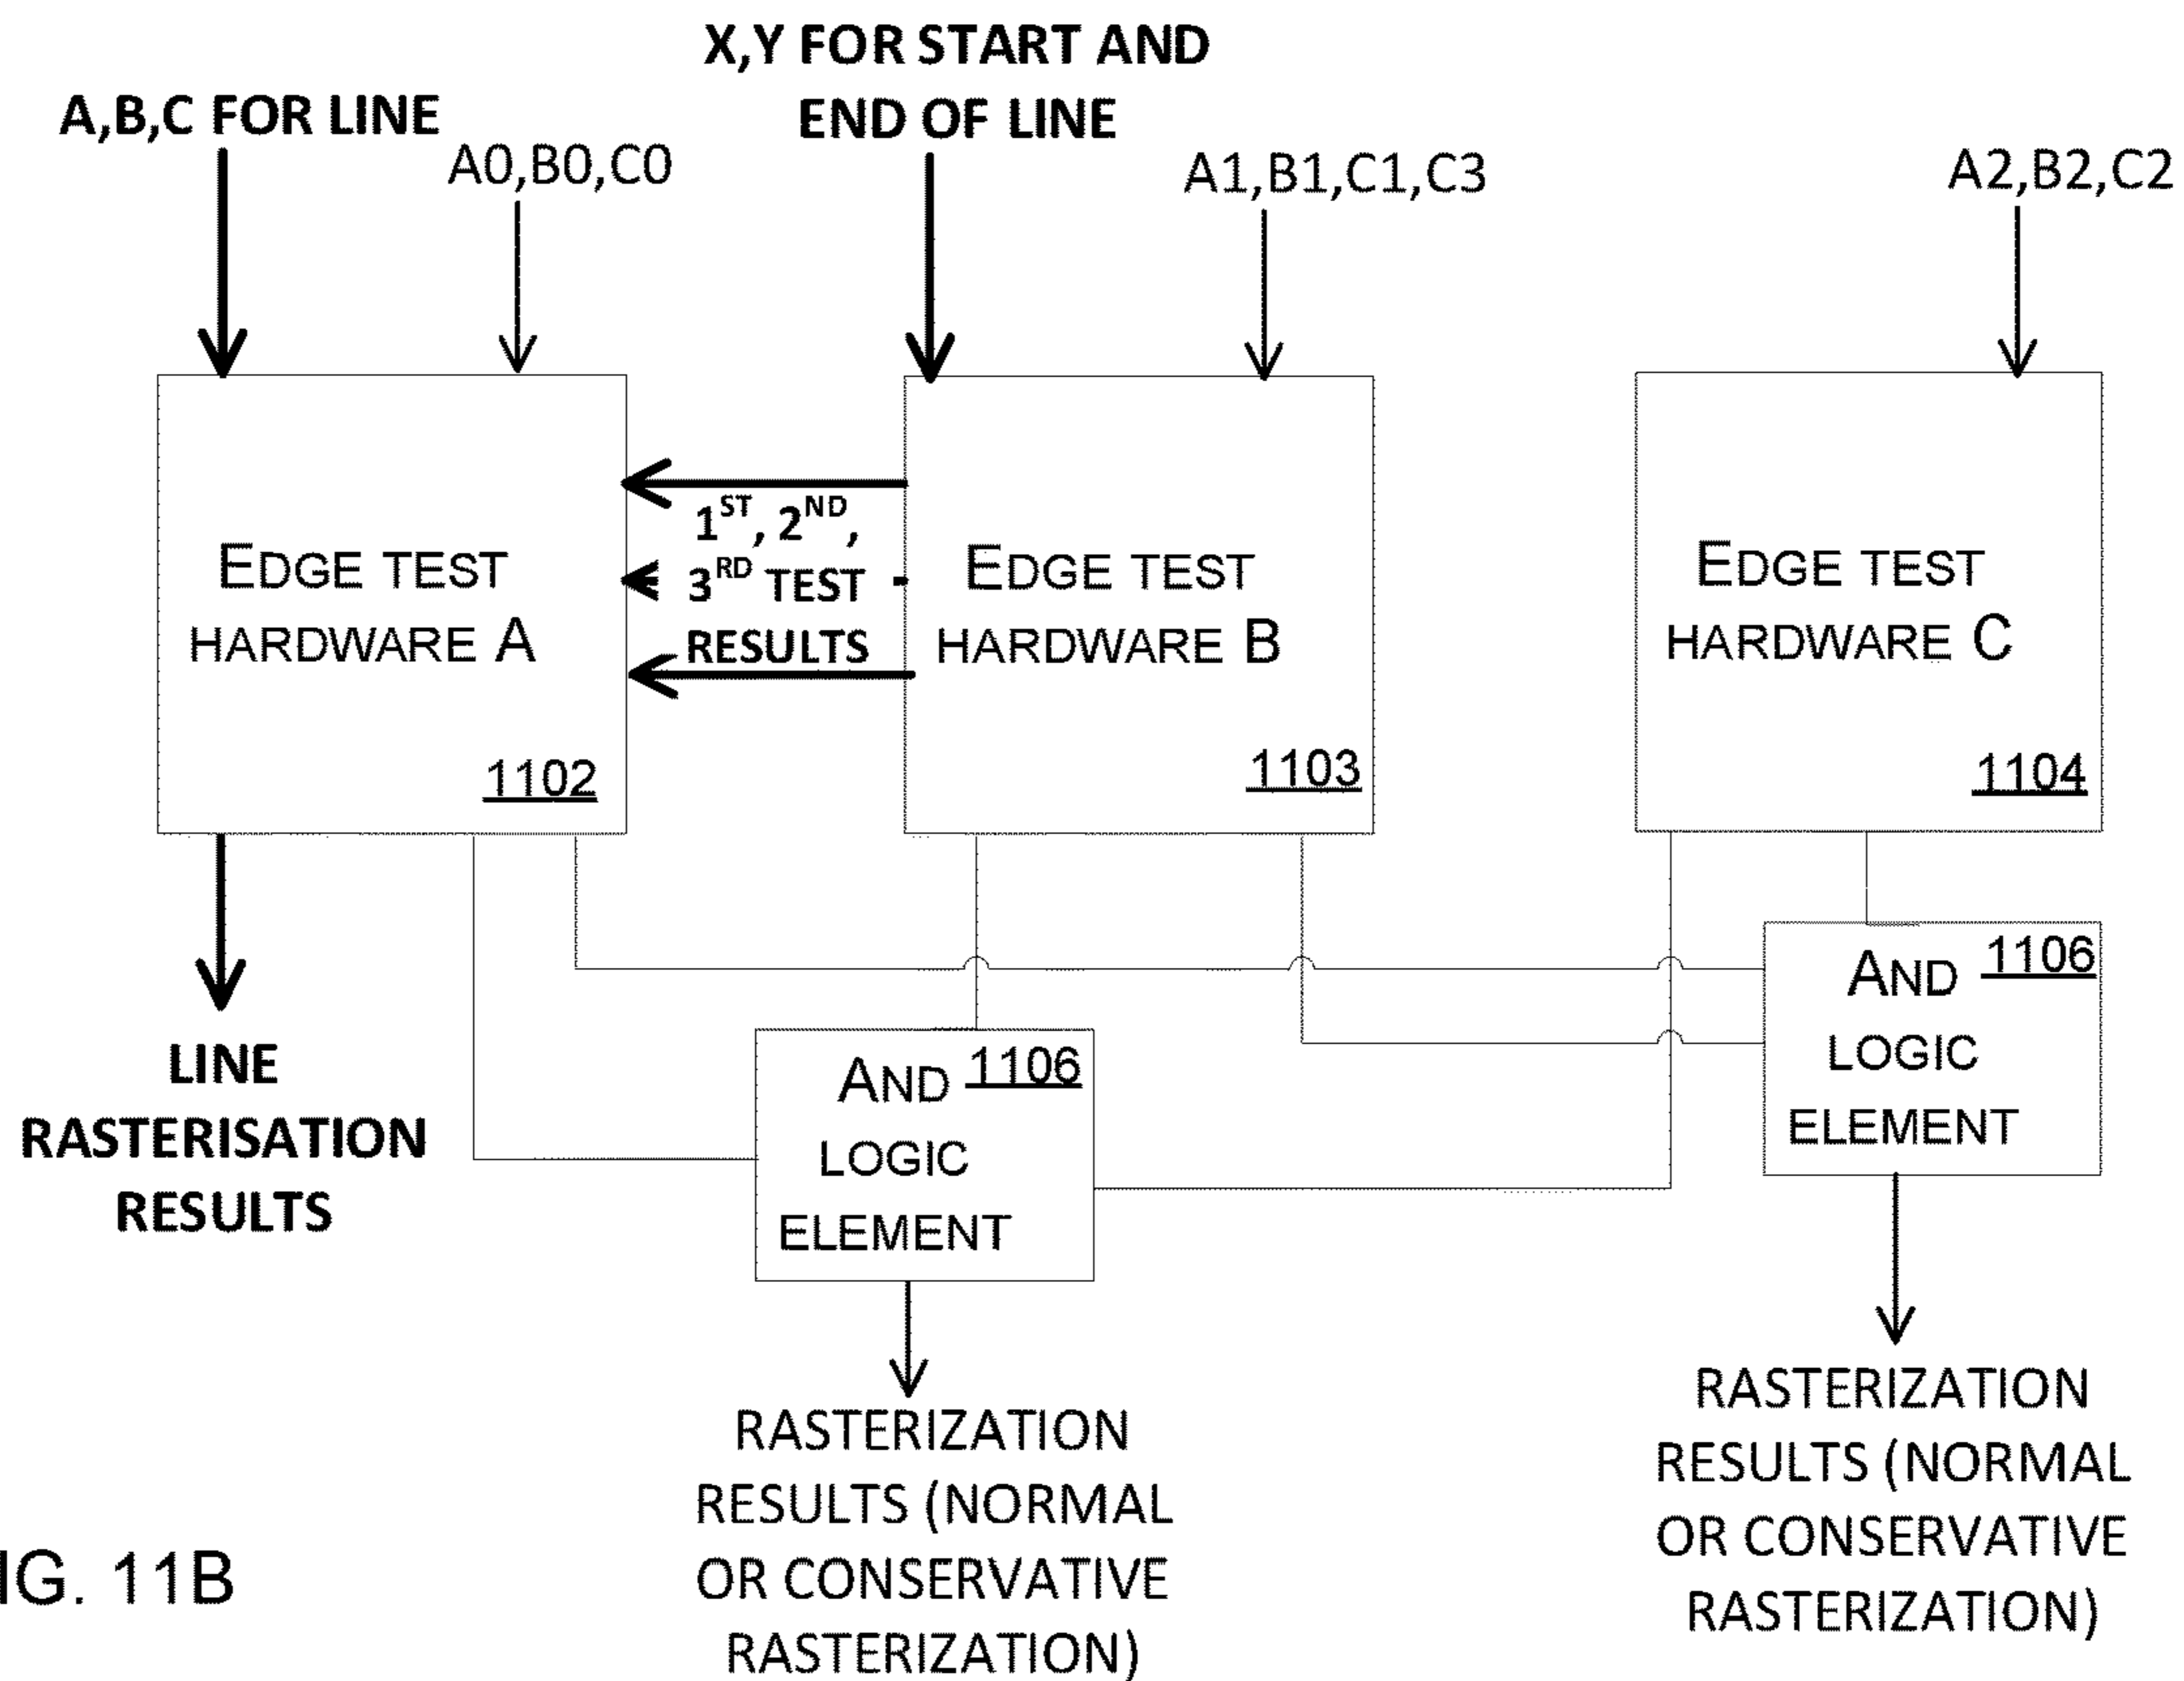 X,Y FOR START AND
END OF LINE
A,B,C FOR LINE
A0,B0,C0
A1,B1,C1,C3
A2,B2,C2
EDGE TEST
HARDWARE A
1102
1ST, 2ND,
3RD TEST
RESULTS
EDGE TEST
HARDWARE B
1103
EDGE TEST
HARDWARE C
1104
LINE
RASTERISATION
RESULTS
AND 1106
LOGIC
ELEMENT
AND 1106
LOGIC
ELEMENT
RASTERIZATION
RESULTS (NORMAL
OR CONSERVATIVE
RASTERIZATION)
RASTERIZATION
RESULTS (NORMAL
OR CONSERVATIVE
RASTERIZATION)
IG. 11B